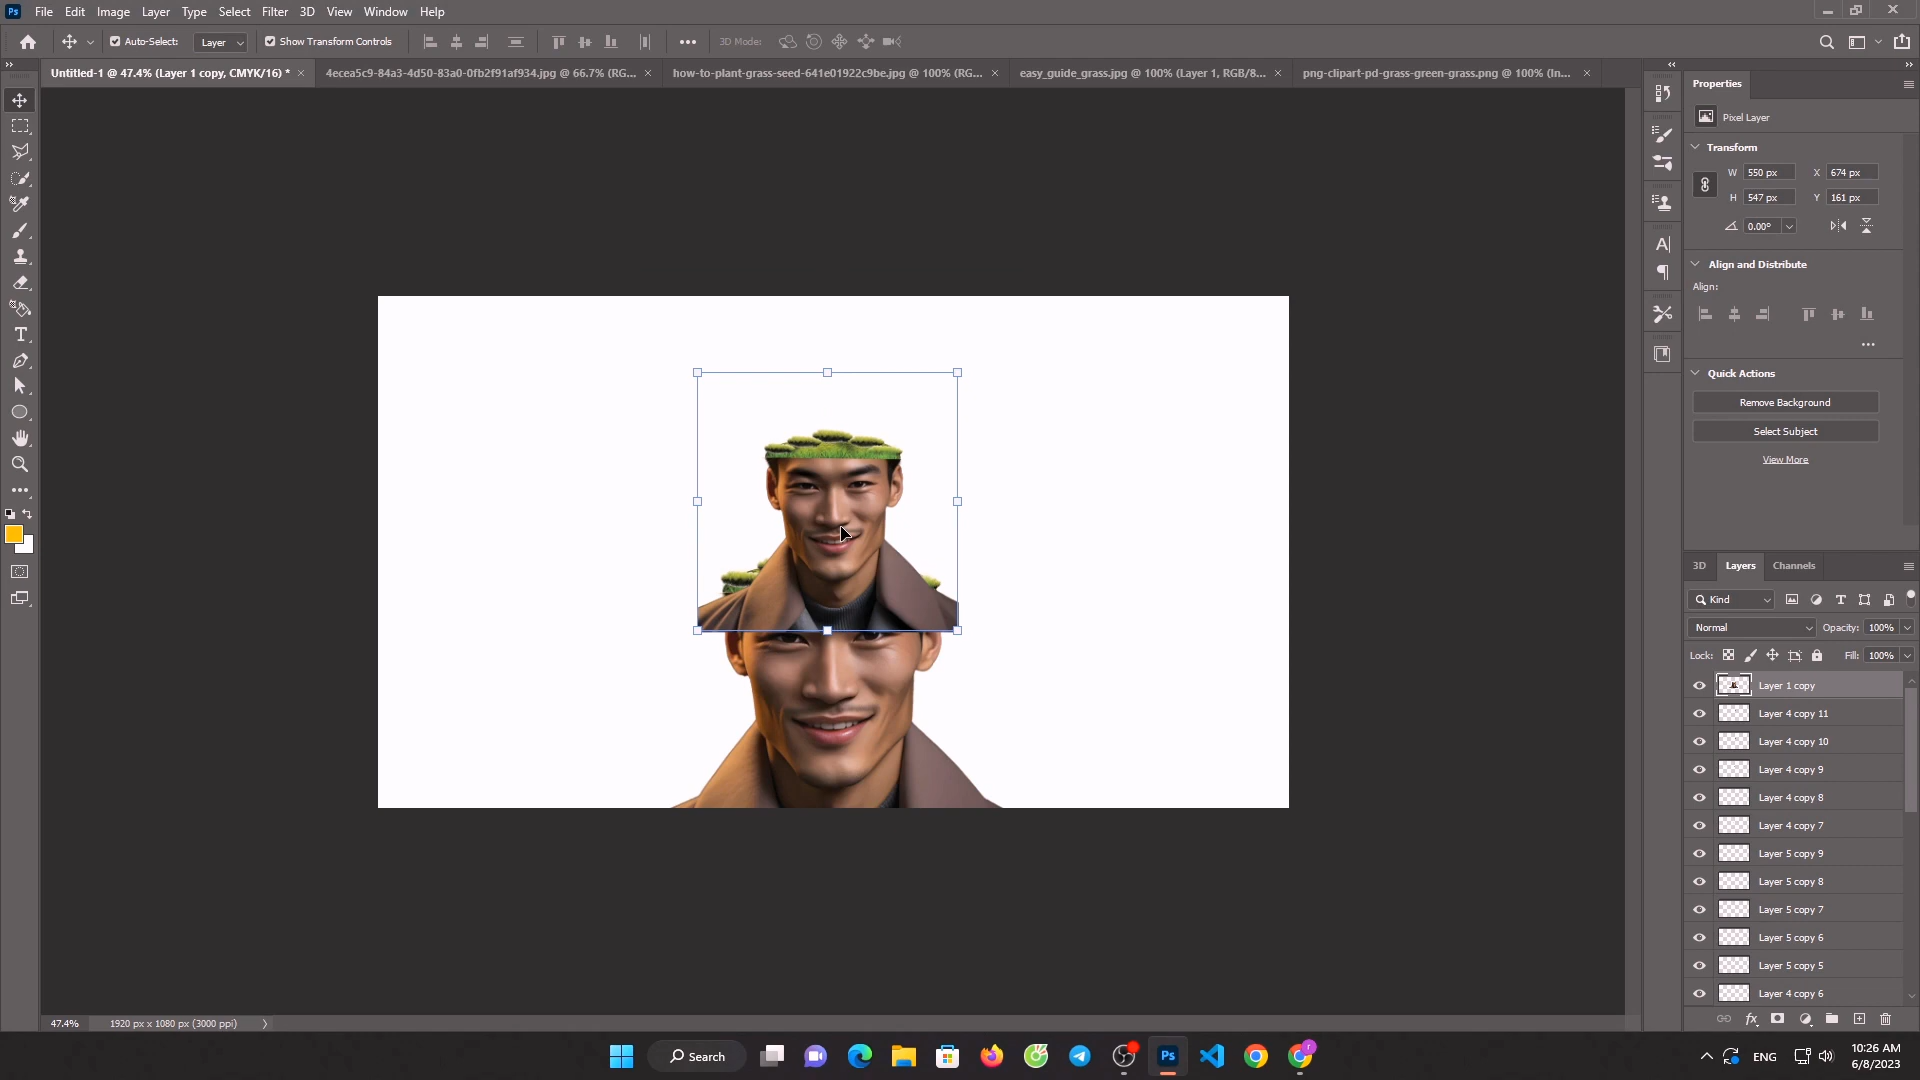 Ps File Edit Image Layer Type Select Filter 3D View Window Help
Auto-Select: Layer Show Transform Controls 3D Mode:
Untitled-1 @ 47.4% (Layer 1 copy, CMYK/16) * 4ecea5c9-84a3-4d50-83a0-0fb2f91af934.jpg @ 66.7% (RG... how-to-plant-grass-seed-641e01922c9be.jpg @ 100% (RG... easy_guide_grass.jpg @ 100% (Layer 1, RGB/8... png-clipart-pd-grass-green-grass.png @ 100% (In...
Properties
Pixel Layer
Transform
W 550 px X 674 px
H 547 px Y 161 px
0.00°
Align and Distribute
Align:
Quick Actions
Remove Background
Select Subject
View More
3D Layers Channels
Kind
Normal Opacity: 100%
Lock: Fill: 100%
Layer 1 copy
Layer 4 copy 11
Layer 4 copy 10
Layer 4 copy 9
Layer 4 copy 8
Layer 4 copy 7
Layer 5 copy 9
Layer 5 copy 8
Layer 5 copy 7
Layer 5 copy 6
Layer 5 copy 5
Layer 4 copy 6
fx
47.4% 1920 px x 1080 px (3000 ppi)
Search Ps ENG 10:26 AM
6/8/2023